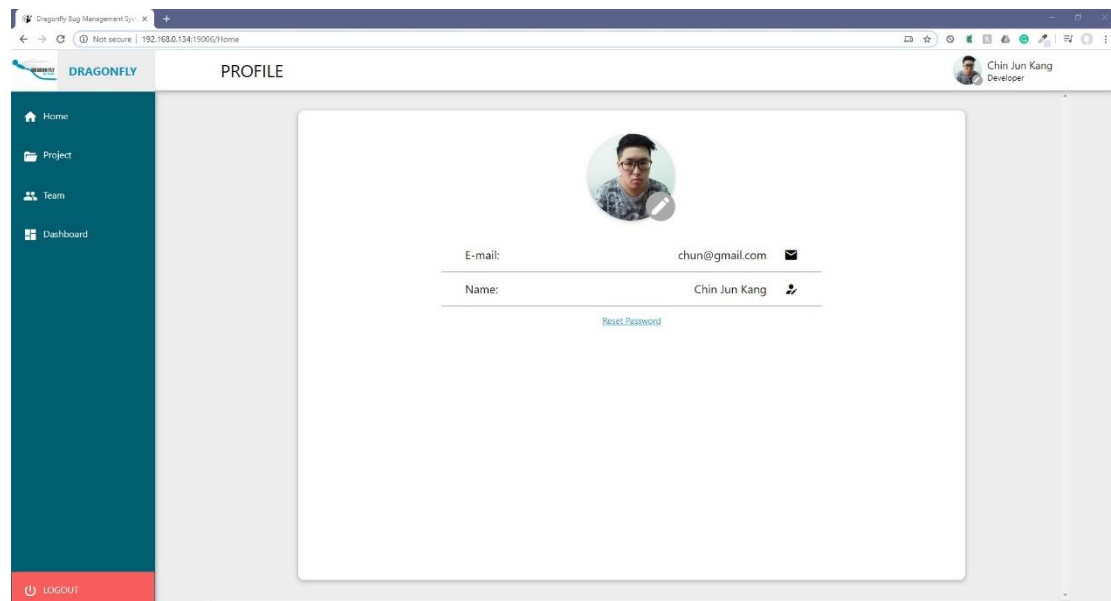 Dragonfly Bug Management Syst
Not secure | 192.168.0.134:19006/Home
DRAGONFLY
PROFILE
Chin Jun Kang
Developer
Home
Project
Team
Dashboard
E-mail: chun@gmail.com
Name: Chin Jun Kang
Reset Password
LOGOUT